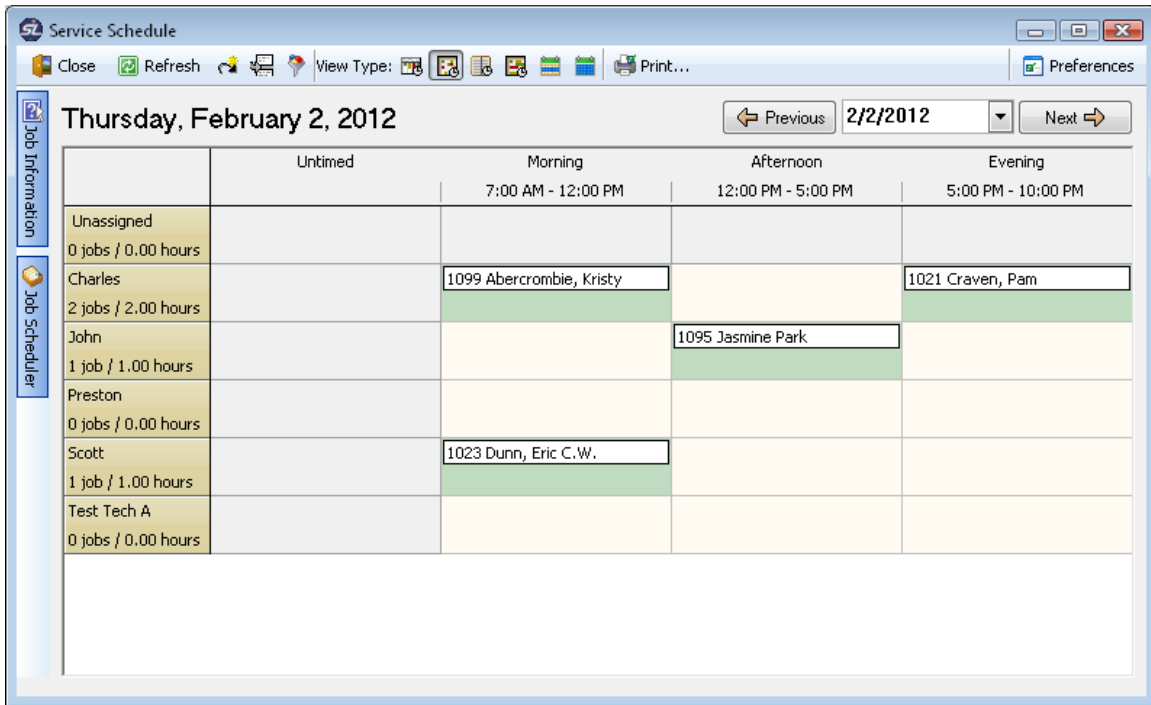 SL Service Schedule
Close Refresh View Type: Print... Preferences
Job Information
Job Scheduler
Thursday, February 2, 2012
Previous 2/2/2012 Next
Untimed Morning Afternoon Evening
7:00 AM - 12:00 PM 12:00 PM - 5:00 PM 5:00 PM - 10:00 PM
Unassigned
0 jobs / 0.00 hours
Charles 1099 Abercrombie, Kristy 1021 Craven, Pam
2 jobs / 2.00 hours
John 1095 Jasmine Park
1 job / 1.00 hours
Preston
0 jobs / 0.00 hours
Scott 1023 Dunn, Eric C.W.
1 job / 1.00 hours
Test Tech A
0 jobs / 0.00 hours